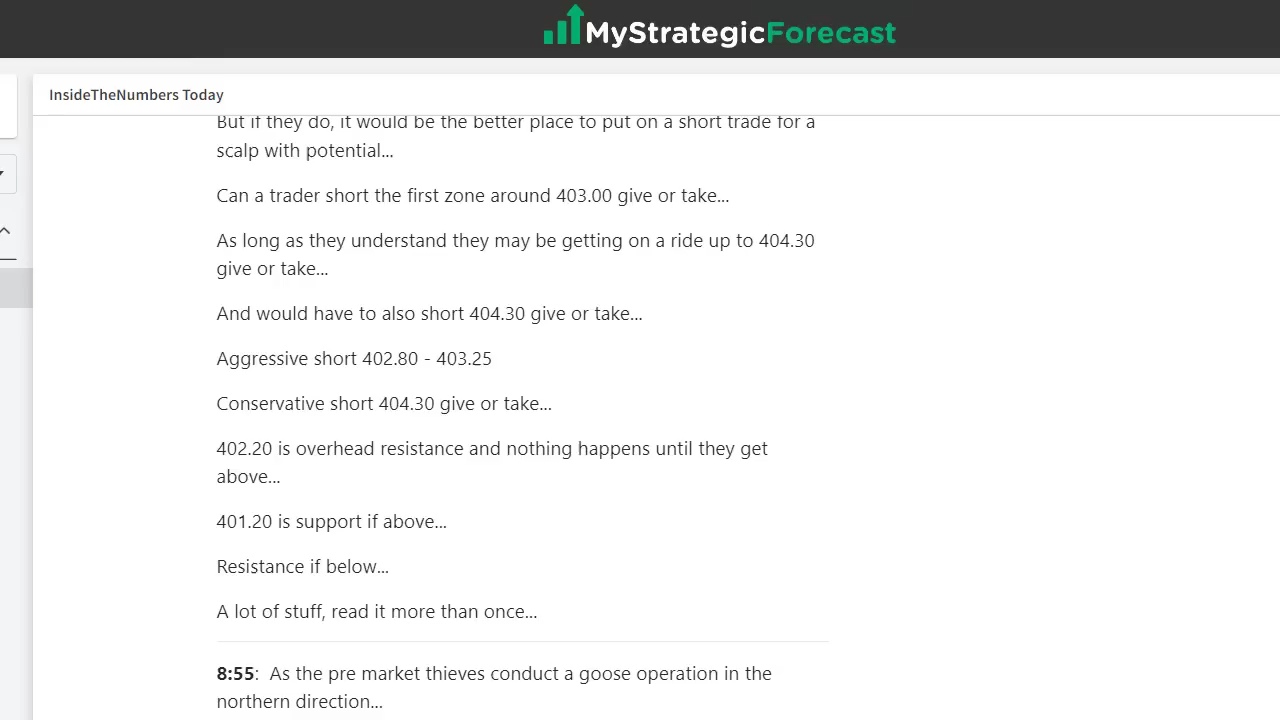 MyStrategicForecast
InsideTheNumbers Today
But if they do, it would be the better place to put on a short trade for a
scalp with potential...
Can a trader short the first zone around 403.00 give or take...
As long as they understand they may be getting on a ride up to 404.30
give or take...
And would have to also short 404.30 give or take...
Aggressive short 402.80 - 403.25
Conservative short 404.30 give or take...
402.20 is overhead resistance and nothing happens until they get
above...
401.20 is support if above...
Resistance if below...
A lot of stuff, read it more than once...
8:55:  As the pre market thieves conduct a goose operation in the
northern direction...